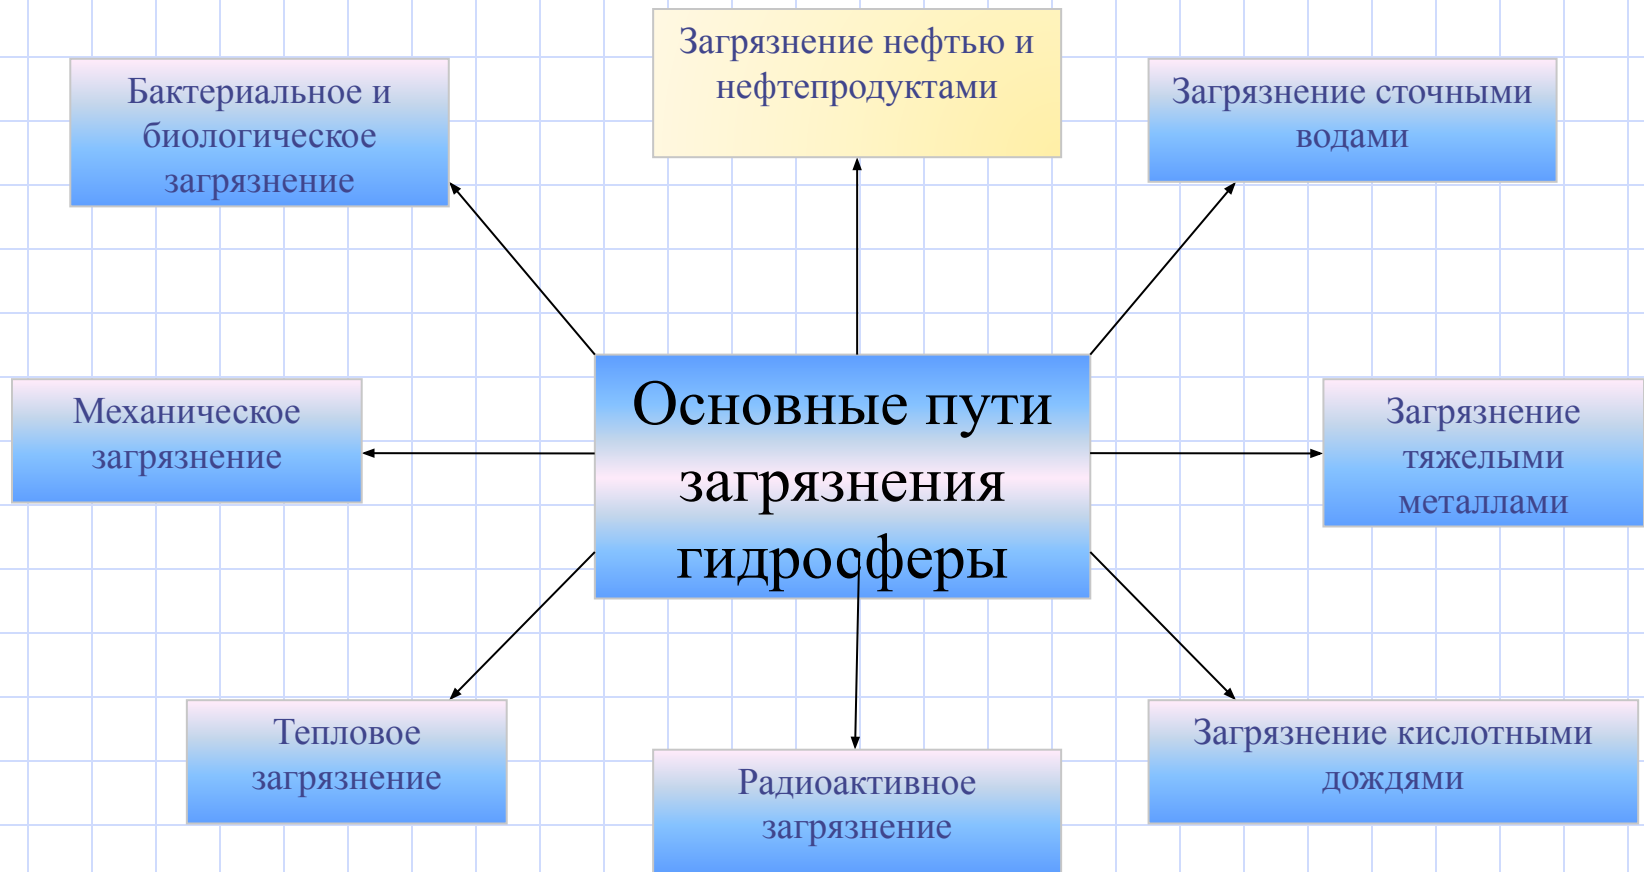 Загрязнение нефтью и
нефтепродуктами
Бактериальное и
биологическое
загрязнение
Загрязнение сточными
водами
Основные пути
загрязнения
гидросферы
Механическое
загрязнение
Загрязнение
тяжелыми
металлами
Тепловое
загрязнение
Радиоактивное
загрязнение
Загрязнение кислотными
дождями